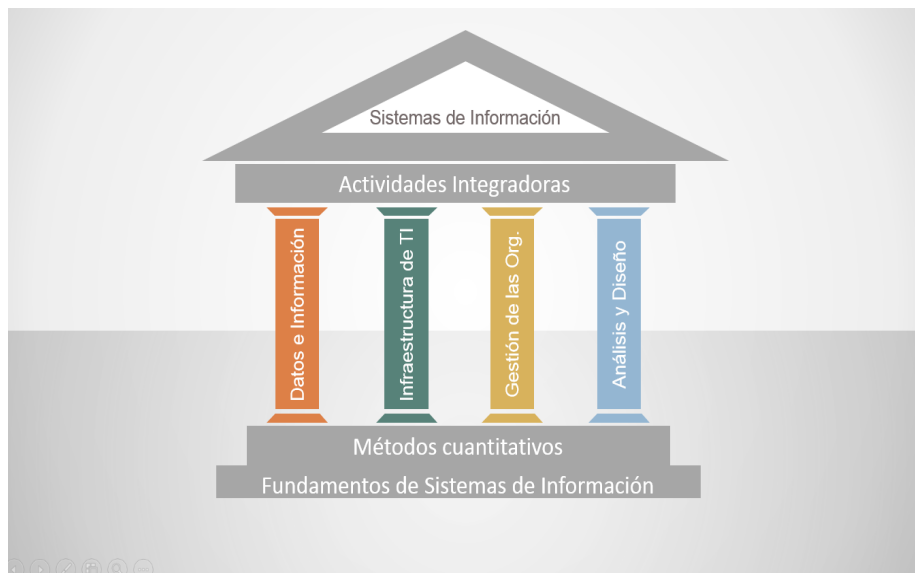 Sistemas de Información
Actividades Integradoras
Datos e Información
Infraestructura de TI
Gestión de las Org.
Análisis y Diseño
Métodos cuantitativos
Fundamentos de Sistemas de Información